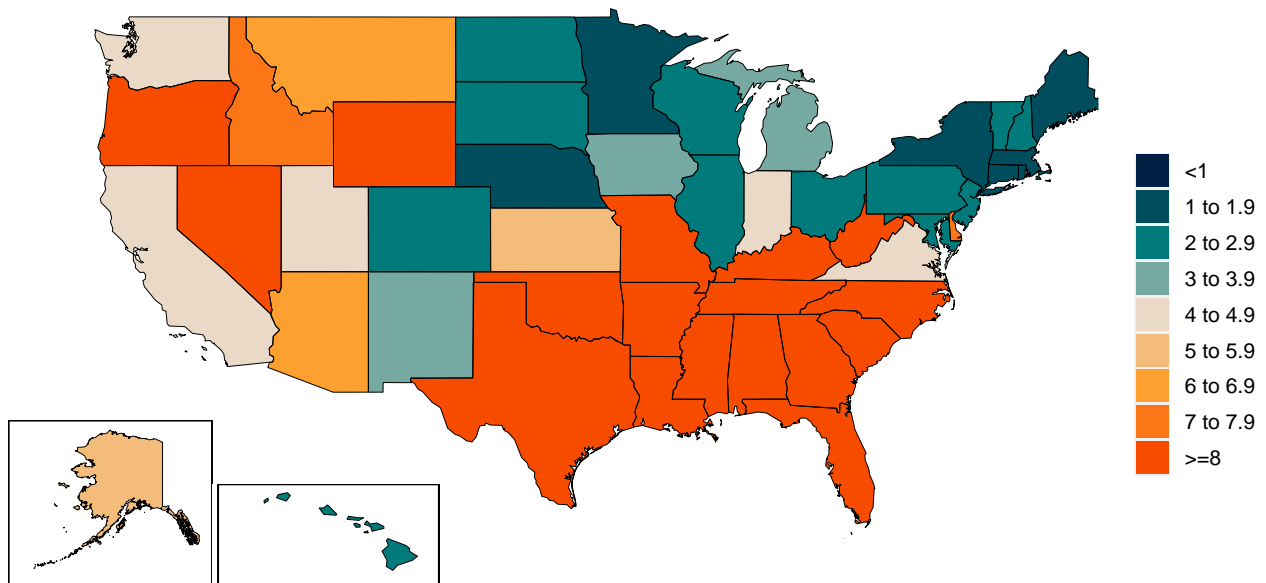 <1
1 to 1.9
2 to 2.9
3 to 3.9
4 to 4.9
5 to 5.9
6 to 6.9
7 to 7.9
>=8